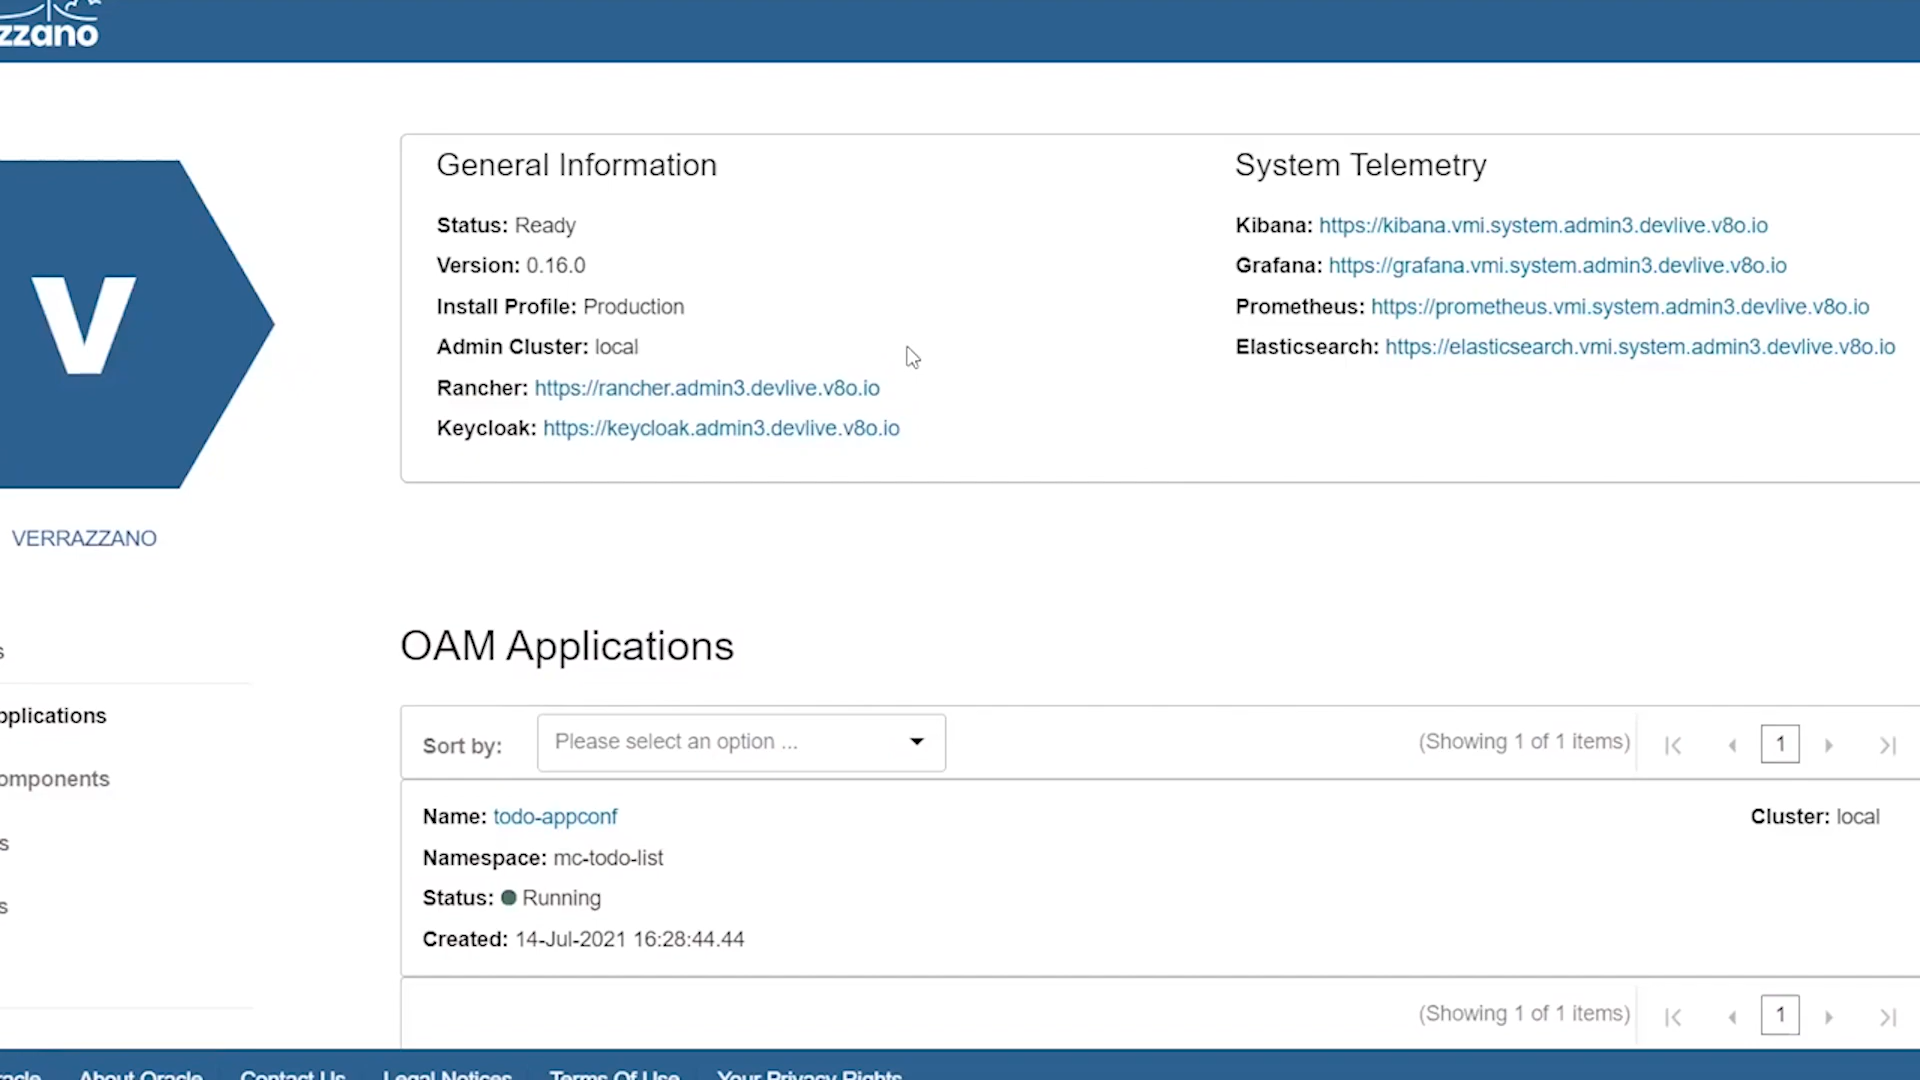 zzano
V
VERRAZZANO
General Information
Status: Ready
Version: 0.16.0
Install Profile: Production
Admin Cluster: local
Rancher: https://rancher.admin3.devlive.v8o.io
Keycloak: https://keycloak.admin3.devlive.v8o.io
System Telemetry
Kibana: https://kibana.vmi.system.admin3.devlive.v8o.io
Grafana: https://grafana.vmi.system.admin3.devlive.v8o.io
Prometheus: https://prometheus.vmi.system.admin3.devlive.v8o.io
Elasticsearch: https://elasticsearch.vmi.system.admin3.devlive.v8o.io
s
pplications
omponents
s
s
OAM Applications
Sort by: Please select an option ... (Showing 1 of 1 items) 1
Name: todo-appconf Cluster: local
Namespace: mc-todo-list
Status: Running
Created: 14-Jul-2021 16:28:44.44
(Showing 1 of 1 items) 1
racle About Oracle Contact Us Legal Notices Terms Of Use Your Privacy Rights